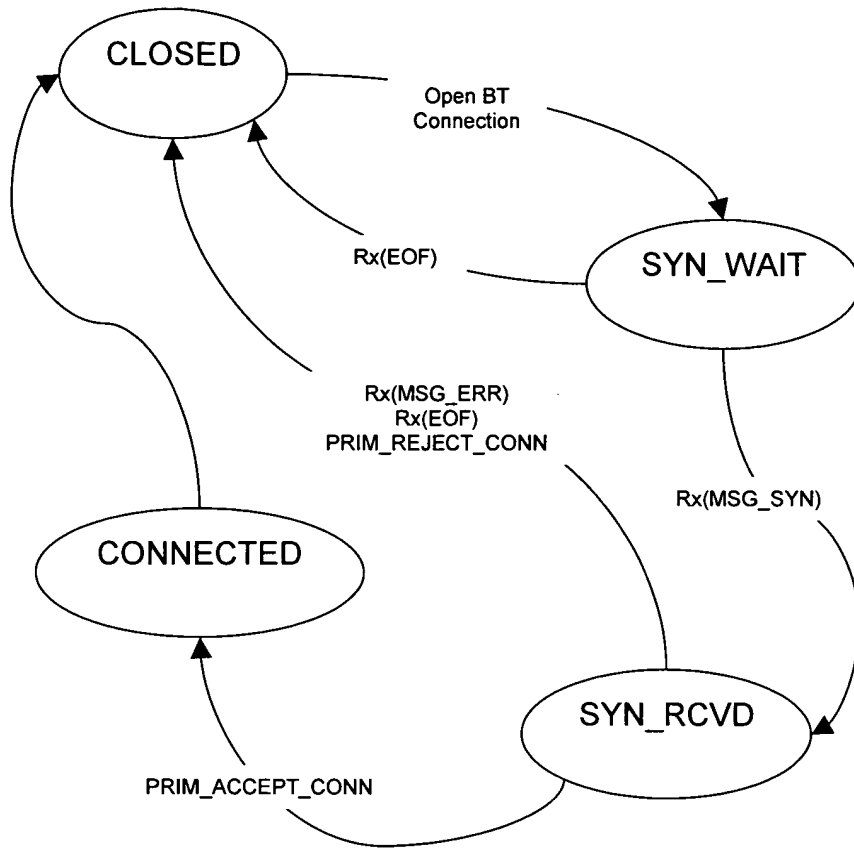 CLOSED
Open BT
Connection
Rx(EOF)
SYN_WAIT
Rx(MSG_ERR)
Rx(EOF)
PRIM_REJECT_CONN
Rx(MSG_SYN)
CONNECTED
SYN_RCVD
PRIM_ACCEPT_CONN